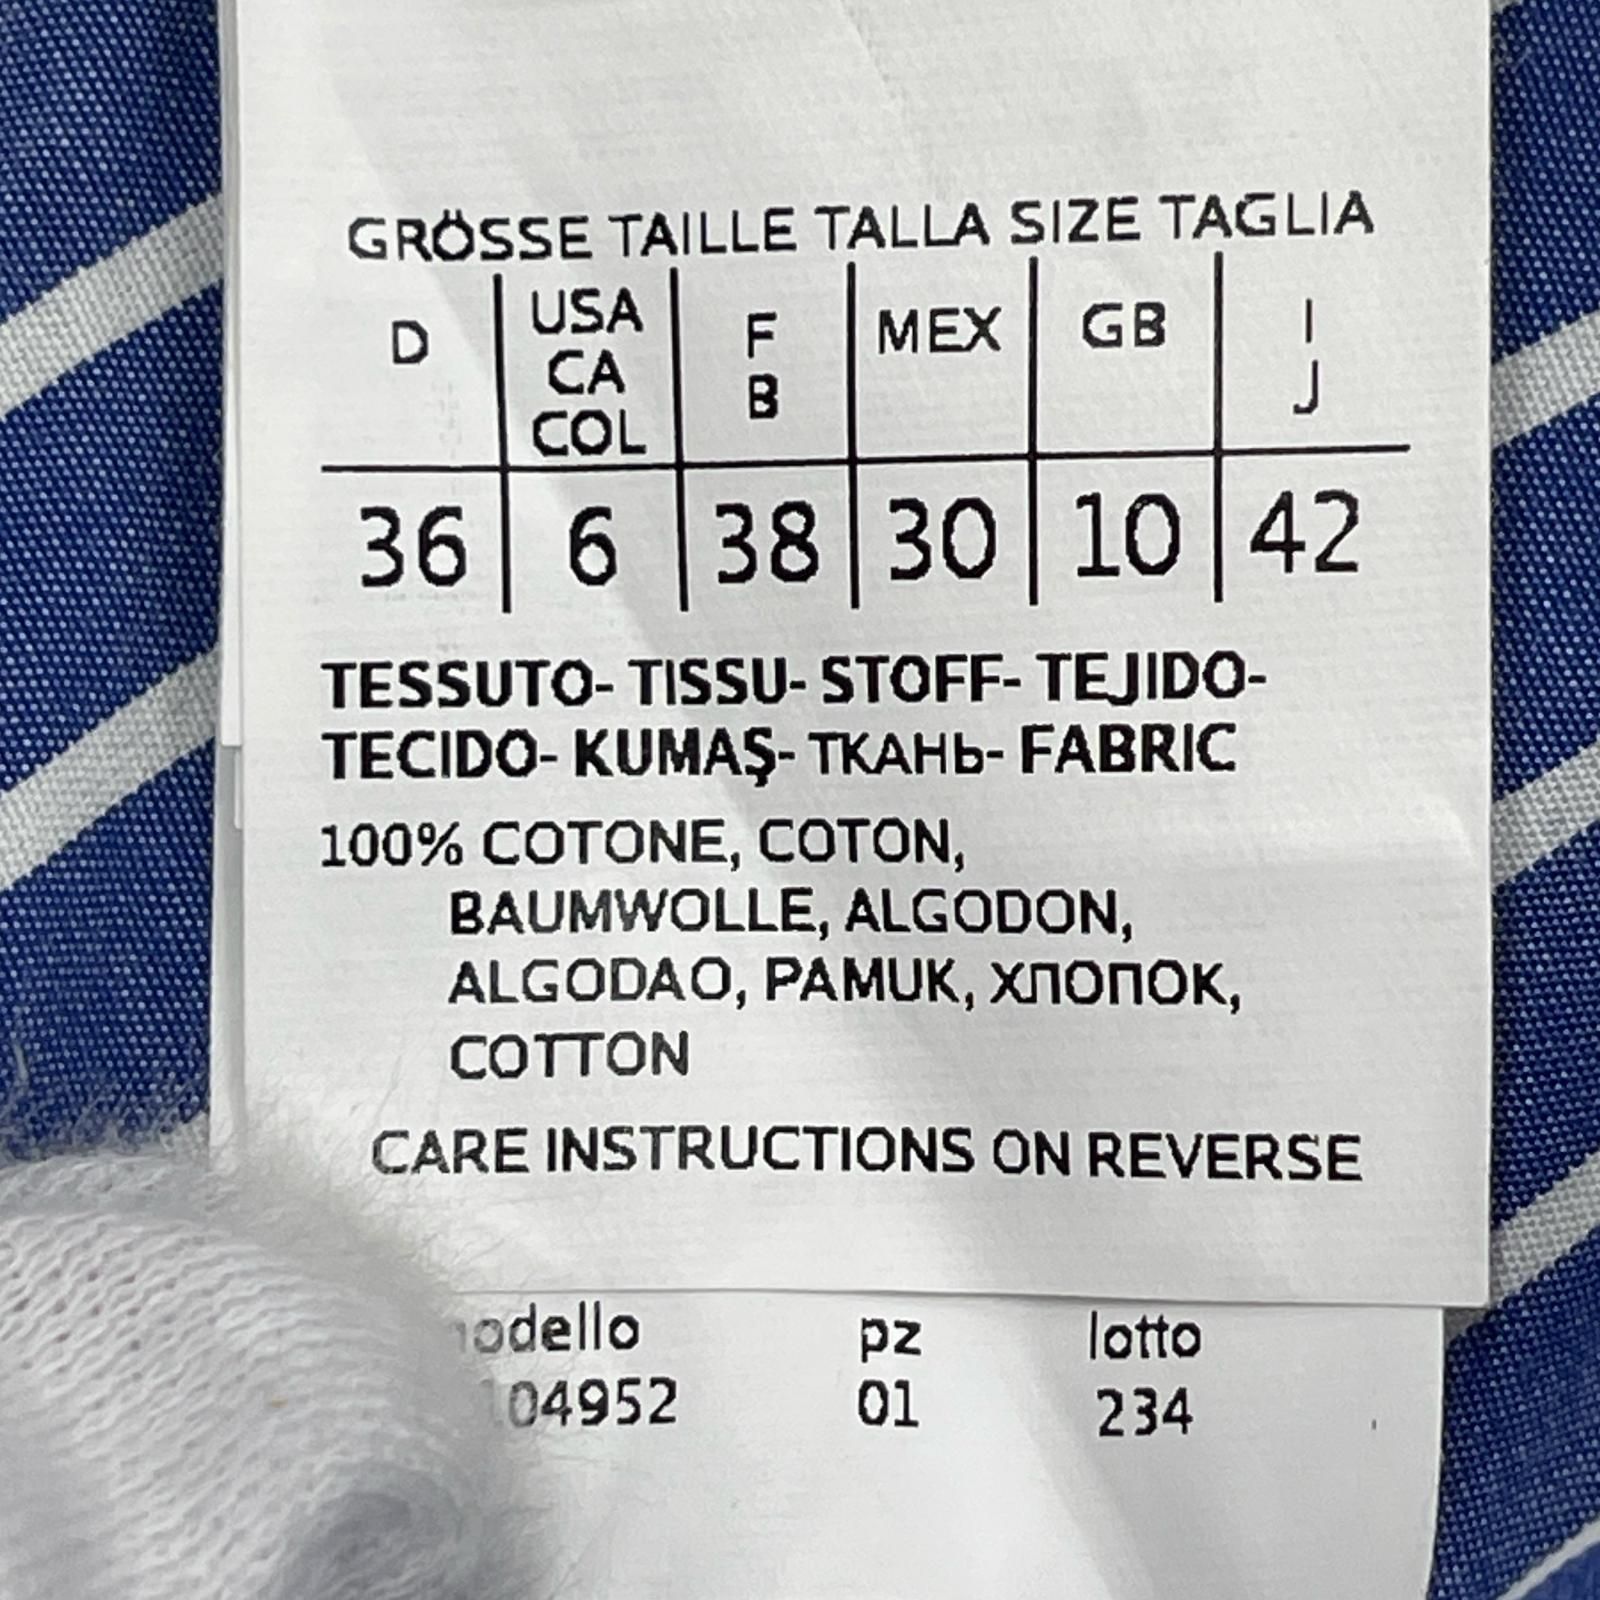 GRÖSSE TAILLE TALLA SIZE TAGLIA
D USA CA COL F B MEX GB I J
36 6 38 30 10 42
TESSUTO- TISSU- STOFF- TEJIDO-
TECIDO- KUMAŞ- ТКАНЬ- FABRIC
100% COTONE, COTON,
BAUMWOLLE, ALGODON,
ALGODAO, PAMUK, ХЛОПОК,
COTTON
CARE INSTRUCTIONS ON REVERSE
pz lotto
01 234